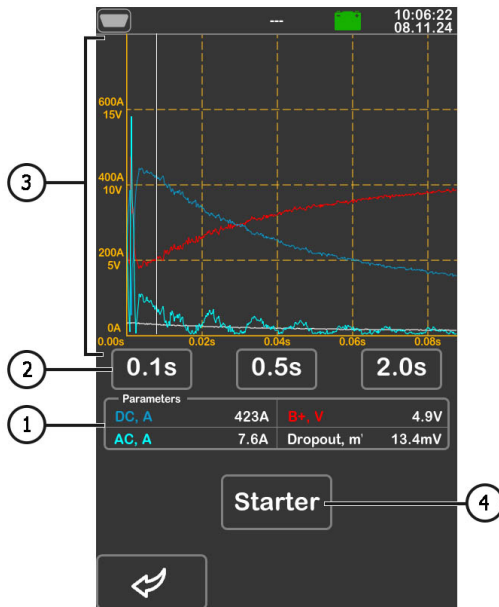 --- 10:06:22
08.11.24
600A
15V
400A
10V
200A
5V
0A
0.00s 0.02s 0.04s 0.06s 0.08s
0.1s 0.5s 2.0s
Parameters
DC, A 423A B+, V 4.9V
AC, A 7.6A Dropout, m' 13.4mV
Starter
3
2
1
4